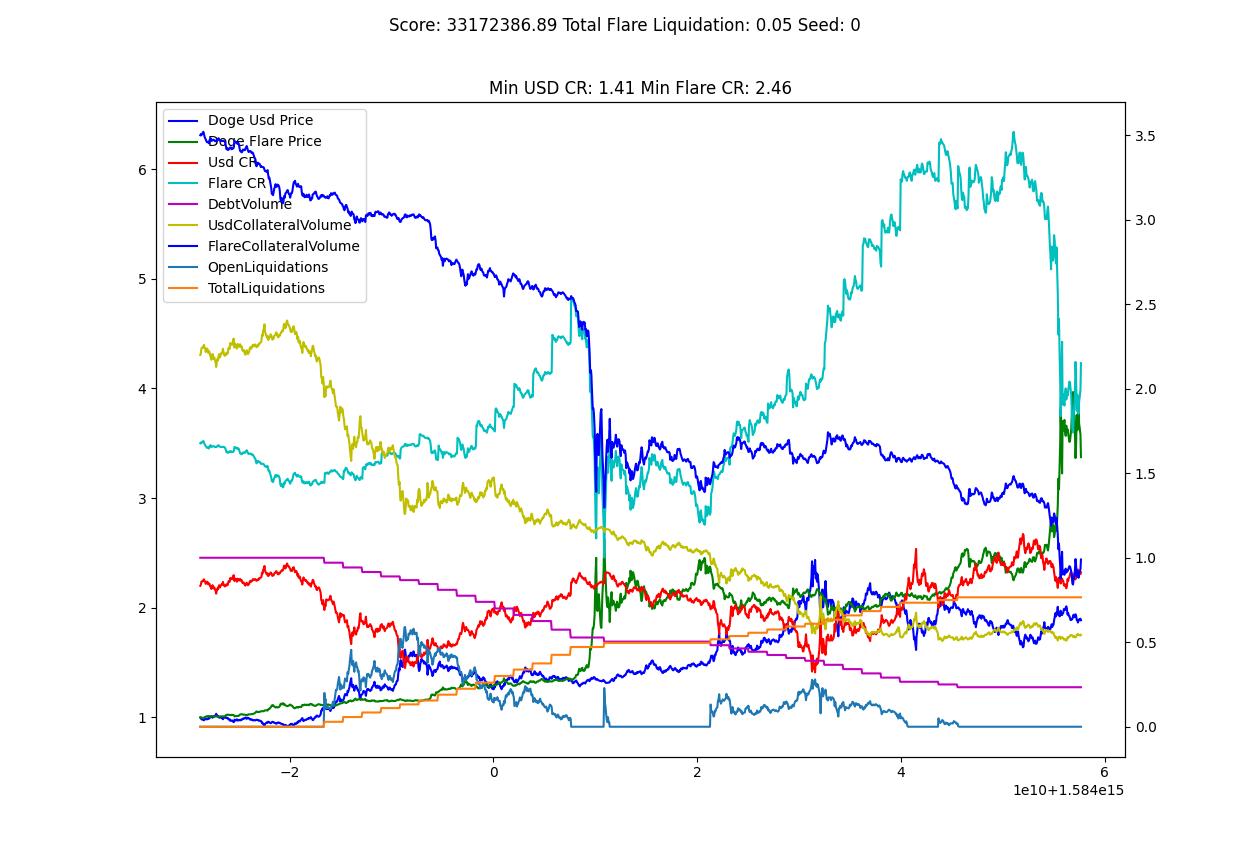 Score: 33172386.89 Total Flare Liquidation: 0.05 Seed: 0
Min USD CR: 1.41 Min Flare CR: 2.46
Doge Usd Price
Doge Flare Price
Usd CR
Flare CR
DebtVolume
UsdCollateralVolume
FlareCollateralVolume
OpenLiquidations
TotalLiquidations
6
5
4
3
2
1
3.5
3.0
2.5
2.0
1.5
1.0
0.5
0.0
−2 0 2 4 6
1e10+1.584e15